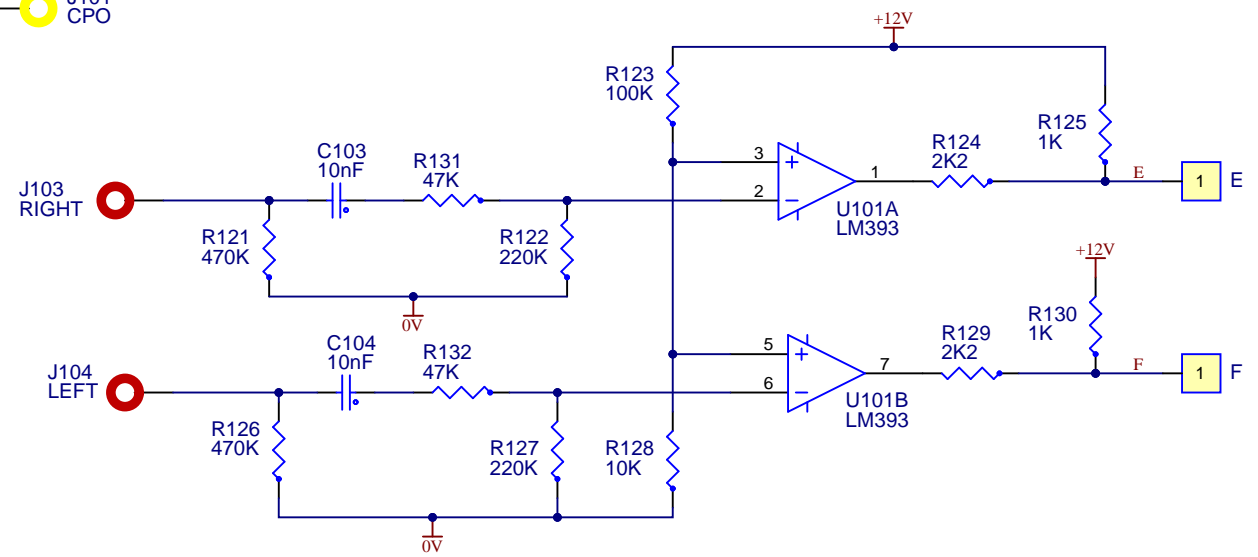 CPO
+12V
R123
100K
C103
10nF
R131
47K
R124
2K2
R125
1K
3
2
1
E
1
E
J103
RIGHT
R121
470K
R122
220K
U101A
LM393
0V
+12V
C104
10nF
R132
47K
R129
2K2
R130
1K
5
6
7
F
1
F
J104
LEFT
R126
470K
R127
220K
R128
10K
U101B
LM393
0V